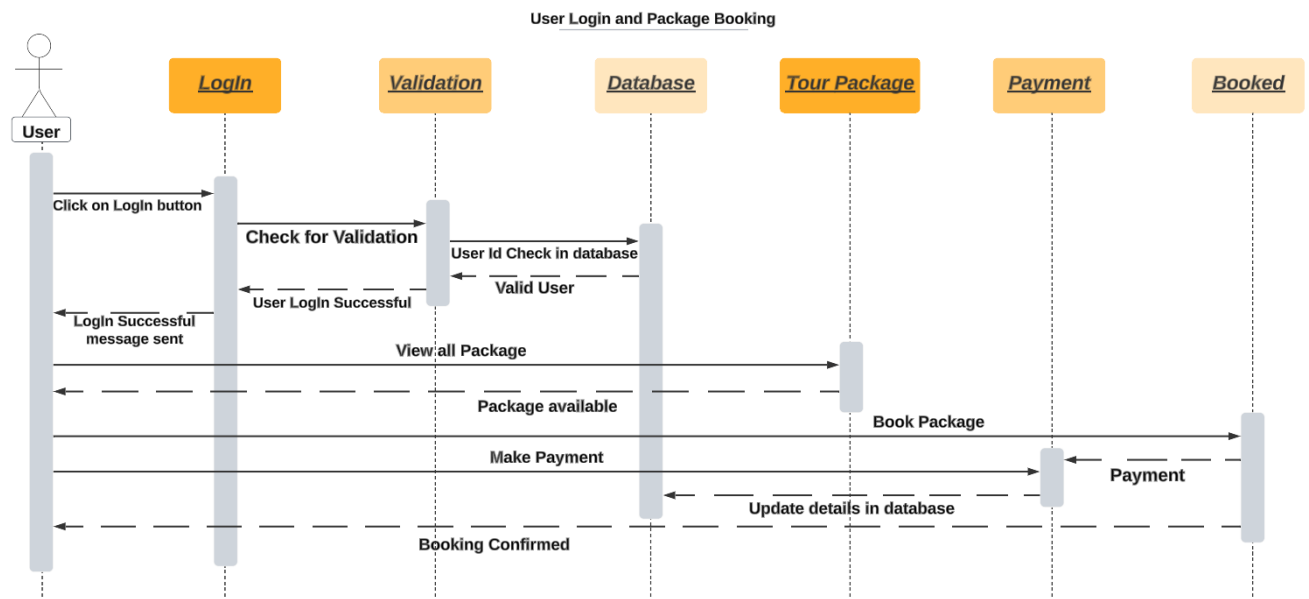 User Login and Package Booking
LogIn
Validation
Database
Tour Package
Payment
Booked
User
Click on LogIn button
Check for Validation
User Id Check in database
Valid User
User LogIn Successful
LogIn Successful
message sent
View all Package
Package available
Book Package
Make Payment
Payment
Update details in database
Booking Confirmed